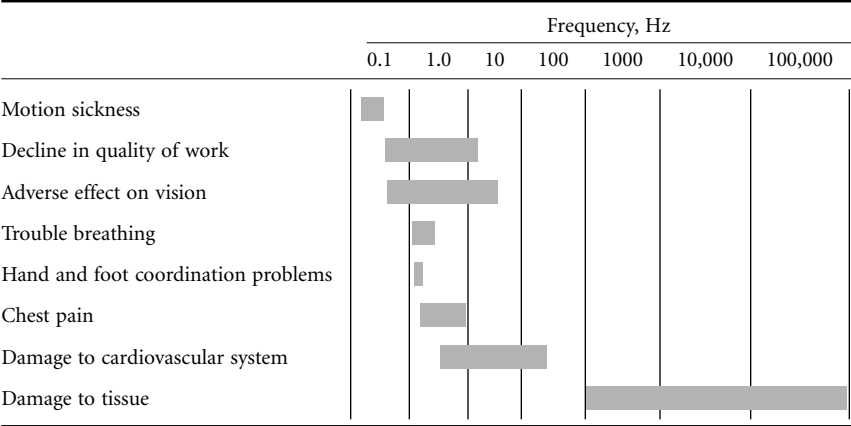 Frequency, Hz
0.1 1.0 10 100 1000 10,000 100,000
Motion sickness
Decline in quality of work
Adverse effect on vision
Trouble breathing
Hand and foot coordination problems
Chest pain
Damage to cardiovascular system
Damage to tissue